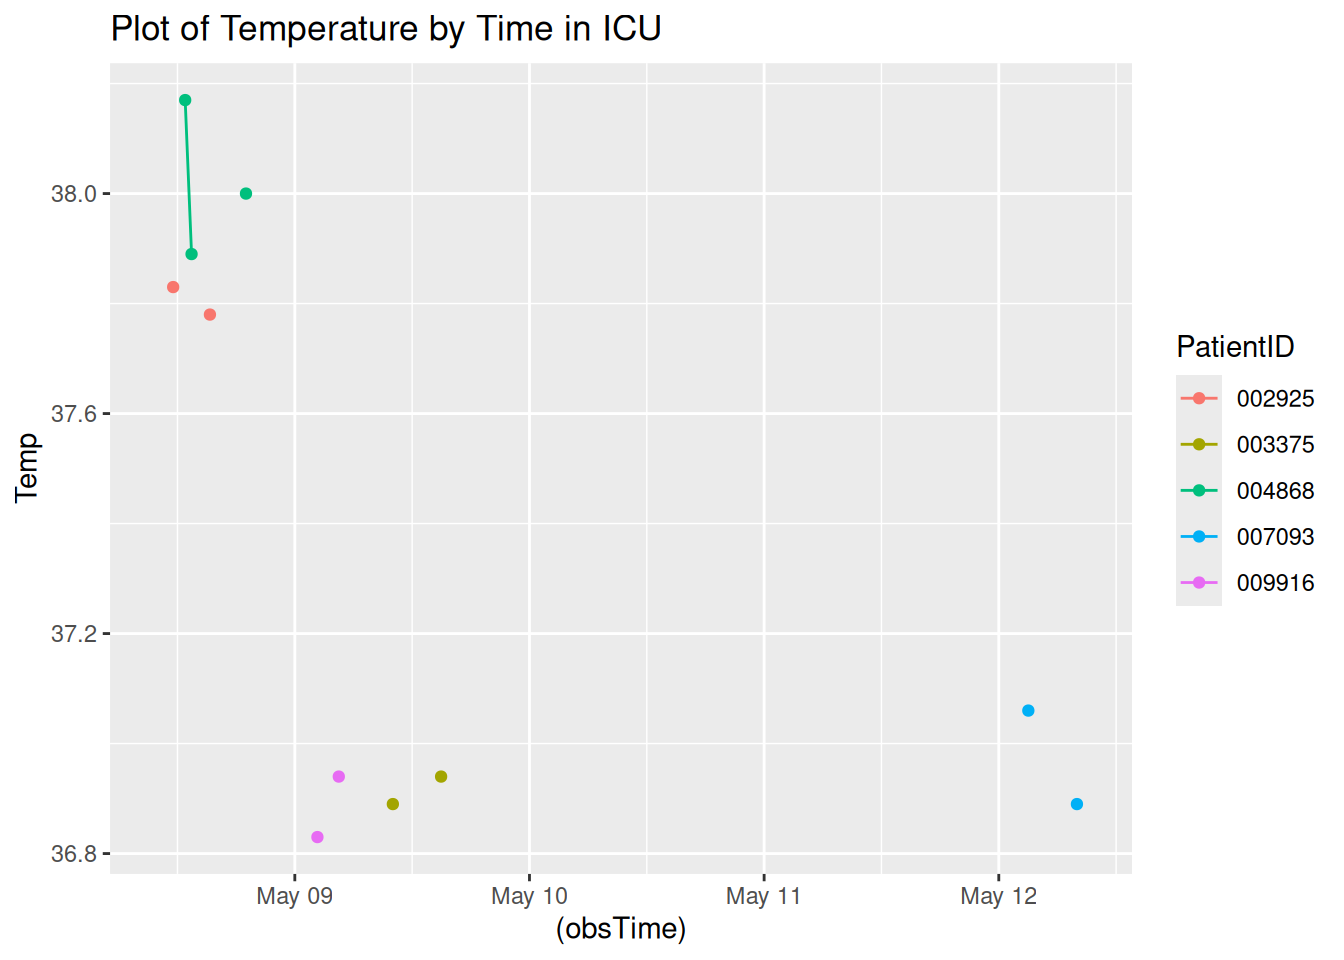 Plot of Temperature by Time in ICU
38.0
37.6
37.2
36.8
Temp
May 09
May 10
May 11
May 12
(obsTime)
PatientID
002925
003375
004868
007093
009916